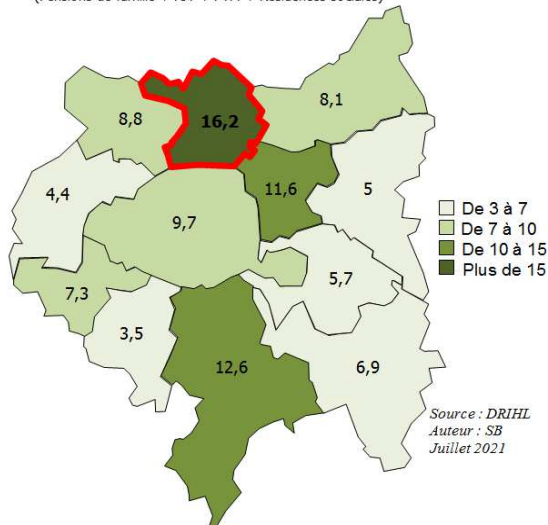 8,8
16,2
8,1
4,4
11,6
5
9,7
De 3 à 7
De 7 à 10
De 10 à 15
Plus de 15
7,3
5,7
3,5
12,6
6,9
Source : DRIHL
Auteur : SB
Juillet 2021